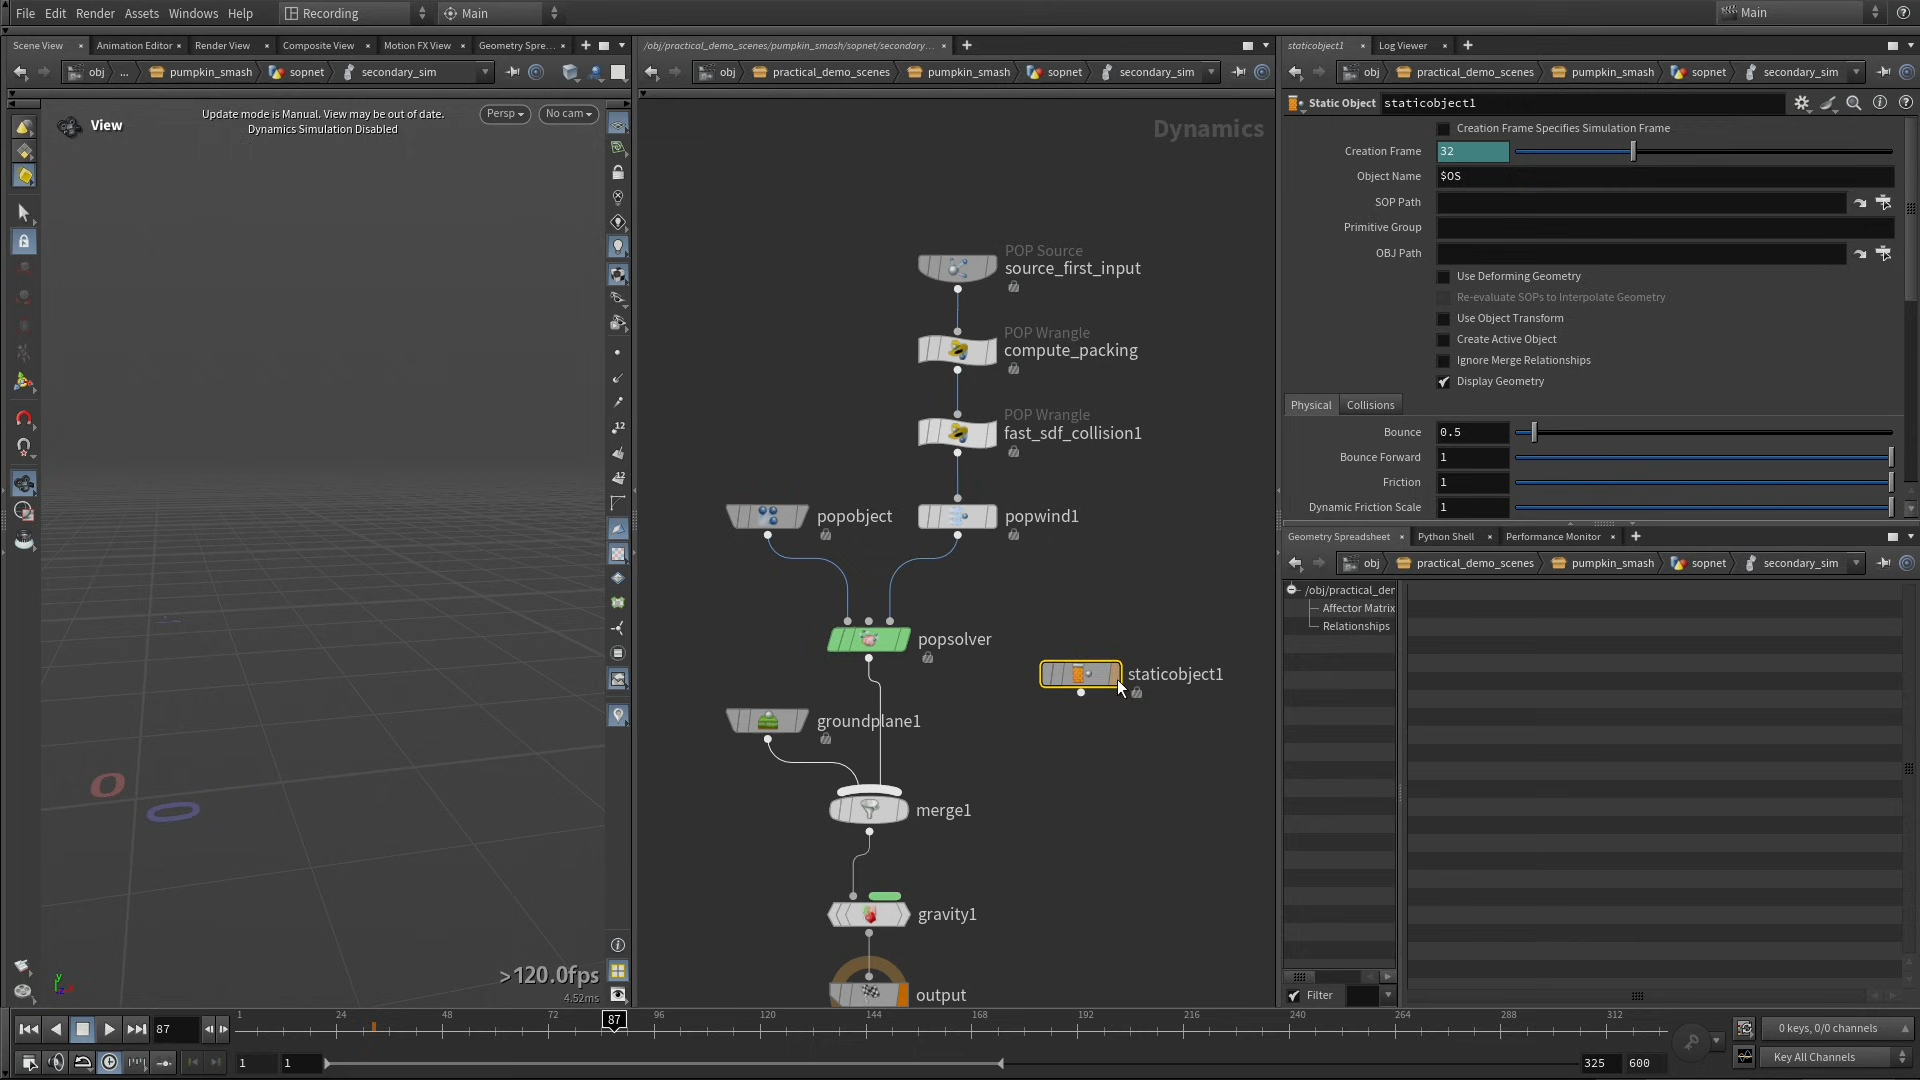 File Edit Render Assets Windows Help Recording Main Main
Scene View Animation Editor Render View Composite View Motion FX View Geometry Spre...
/obj/practical_demo_scenes/pumpkin_smash/sopnet/secondary...
staticobject1 Log Viewer
obj ... pumpkin_smash sopnet secondary_sim
obj practical_demo_scenes pumpkin_smash sopnet secondary_sim
obj practical_demo_scenes pumpkin_smash sopnet secondary_sim
View
Update mode is Manual. View may be out of date.
Dynamics Simulation Disabled
Persp No cam
>120.0fps
4.52ms
Dynamics
POP Source
source_first_input
POP Wrangle
compute_packing
POP Wrangle
fast_sdf_collision1
popobject
popwind1
popsolver
staticobject1
groundplane1
merge1
gravity1
output
Static Object staticobject1
Creation Frame Specifies Simulation Frame
Creation Frame 32
Object Name $OS
SOP Path
Primitive Group
OBJ Path
Use Deforming Geometry
Re-evaluate SOPs to Interpolate Geometry
Use Object Transform
Create Active Object
Ignore Merge Relationships
Display Geometry
Physical Collisions
Bounce 0.5
Bounce Forward 1
Friction 1
Dynamic Friction Scale 1
Geometry Spreadsheet Python Shell Performance Monitor
obj practical_demo_scenes pumpkin_smash sopnet secondary_sim
/obj/practical_der
Affector Matrix
Relationships
Filter
87
1 24 48 72 87 96 120 144 168 192 216 240 264 288 312
0 keys, 0/0 channels
1 1 325 600
Key All Channels